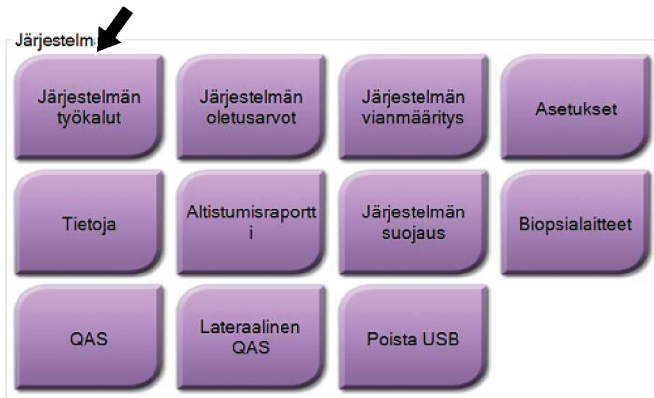 Järjestelmä
Järjestelmän
työkalut
Järjestelmän
oletusarvot
Järjestelmän
vianmääritys
Asetukset
Tietoja
Altistumisraportt
i
Järjestelmän
suojaus
Biopsialaitteet
QAS
Lateraalinen
QAS
Poista USB